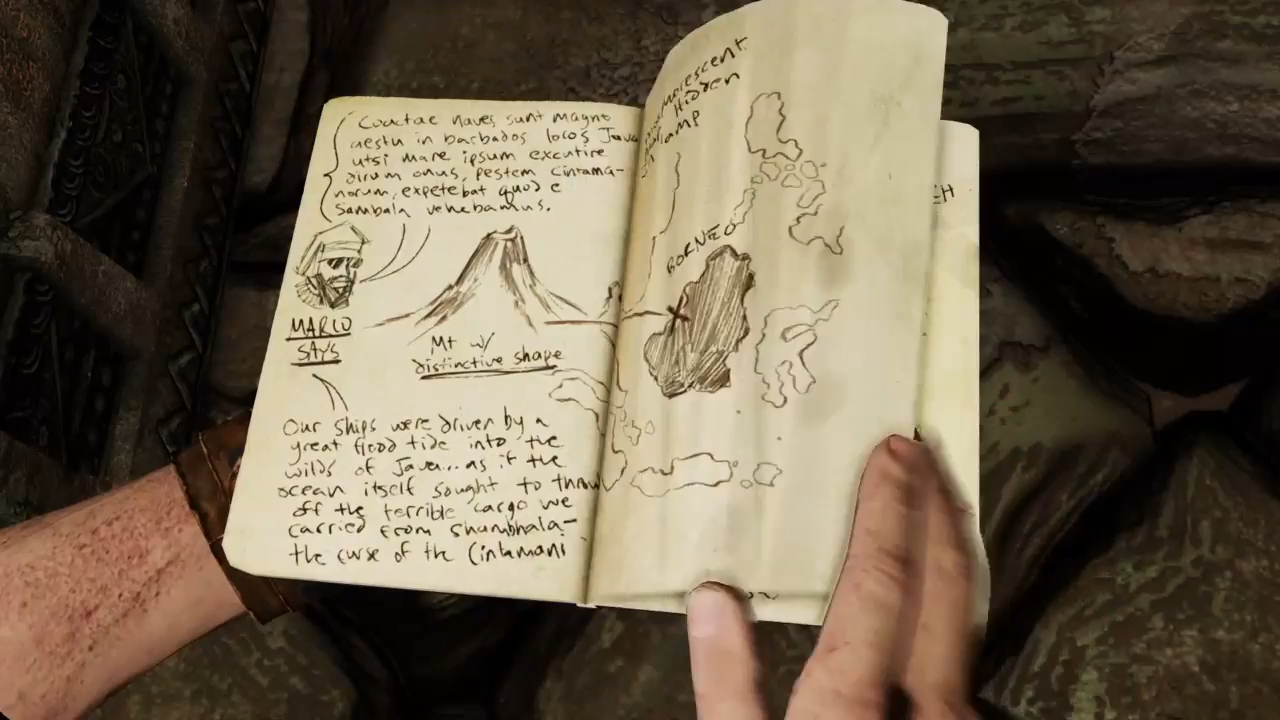 Coactae naves sunt magno
aestu in barbados locos Java
utsi mare ipsum excutire
dirum onus, pestem Cintama-
norum, expetebat quod e
Sambala vehebamus.
MARCO
SAYS
Mt w/
distinctive shape
Our ships were driven by a
great flood tide into the
wilds of Java... as if the
ocean itself sought to throw
off the terrible cargo we
carried from Shambhala-
the curse of the Cintamani
Hidden
BORNEO